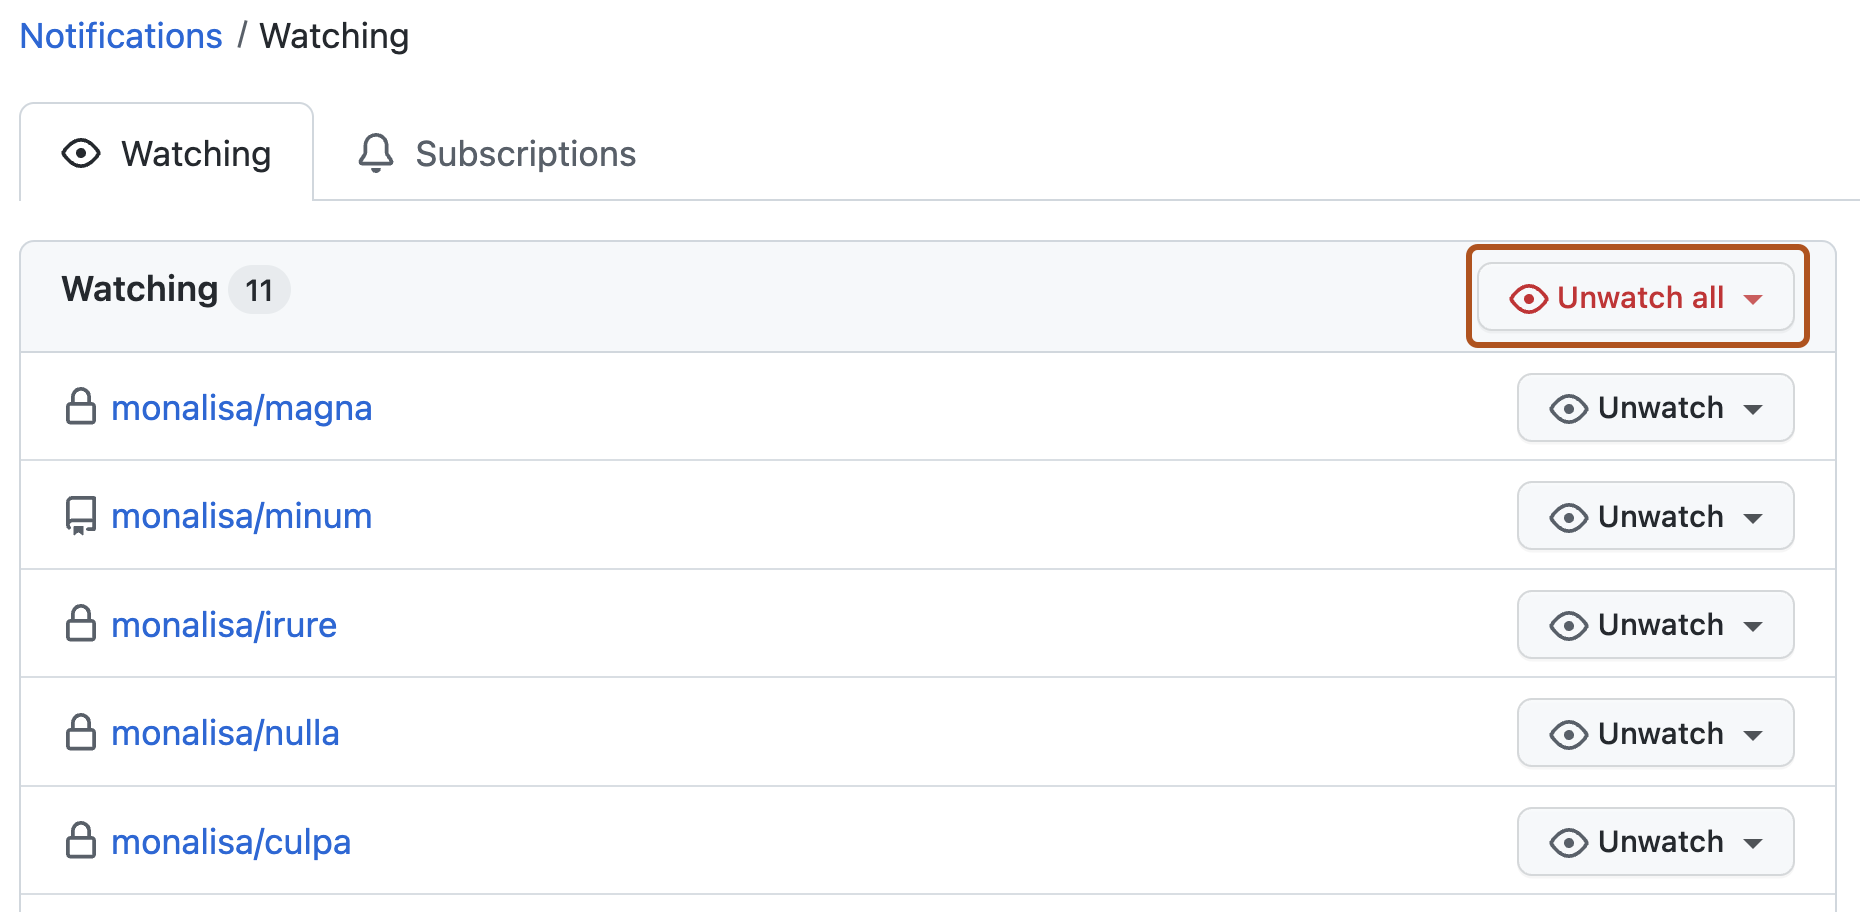 Notifications / Watching
Watching Subscriptions
Watching 11 Unwatch all
monalisa/magna Unwatch
monalisa/minum Unwatch
monalisa/irure Unwatch
monalisa/nulla Unwatch
monalisa/culpa Unwatch